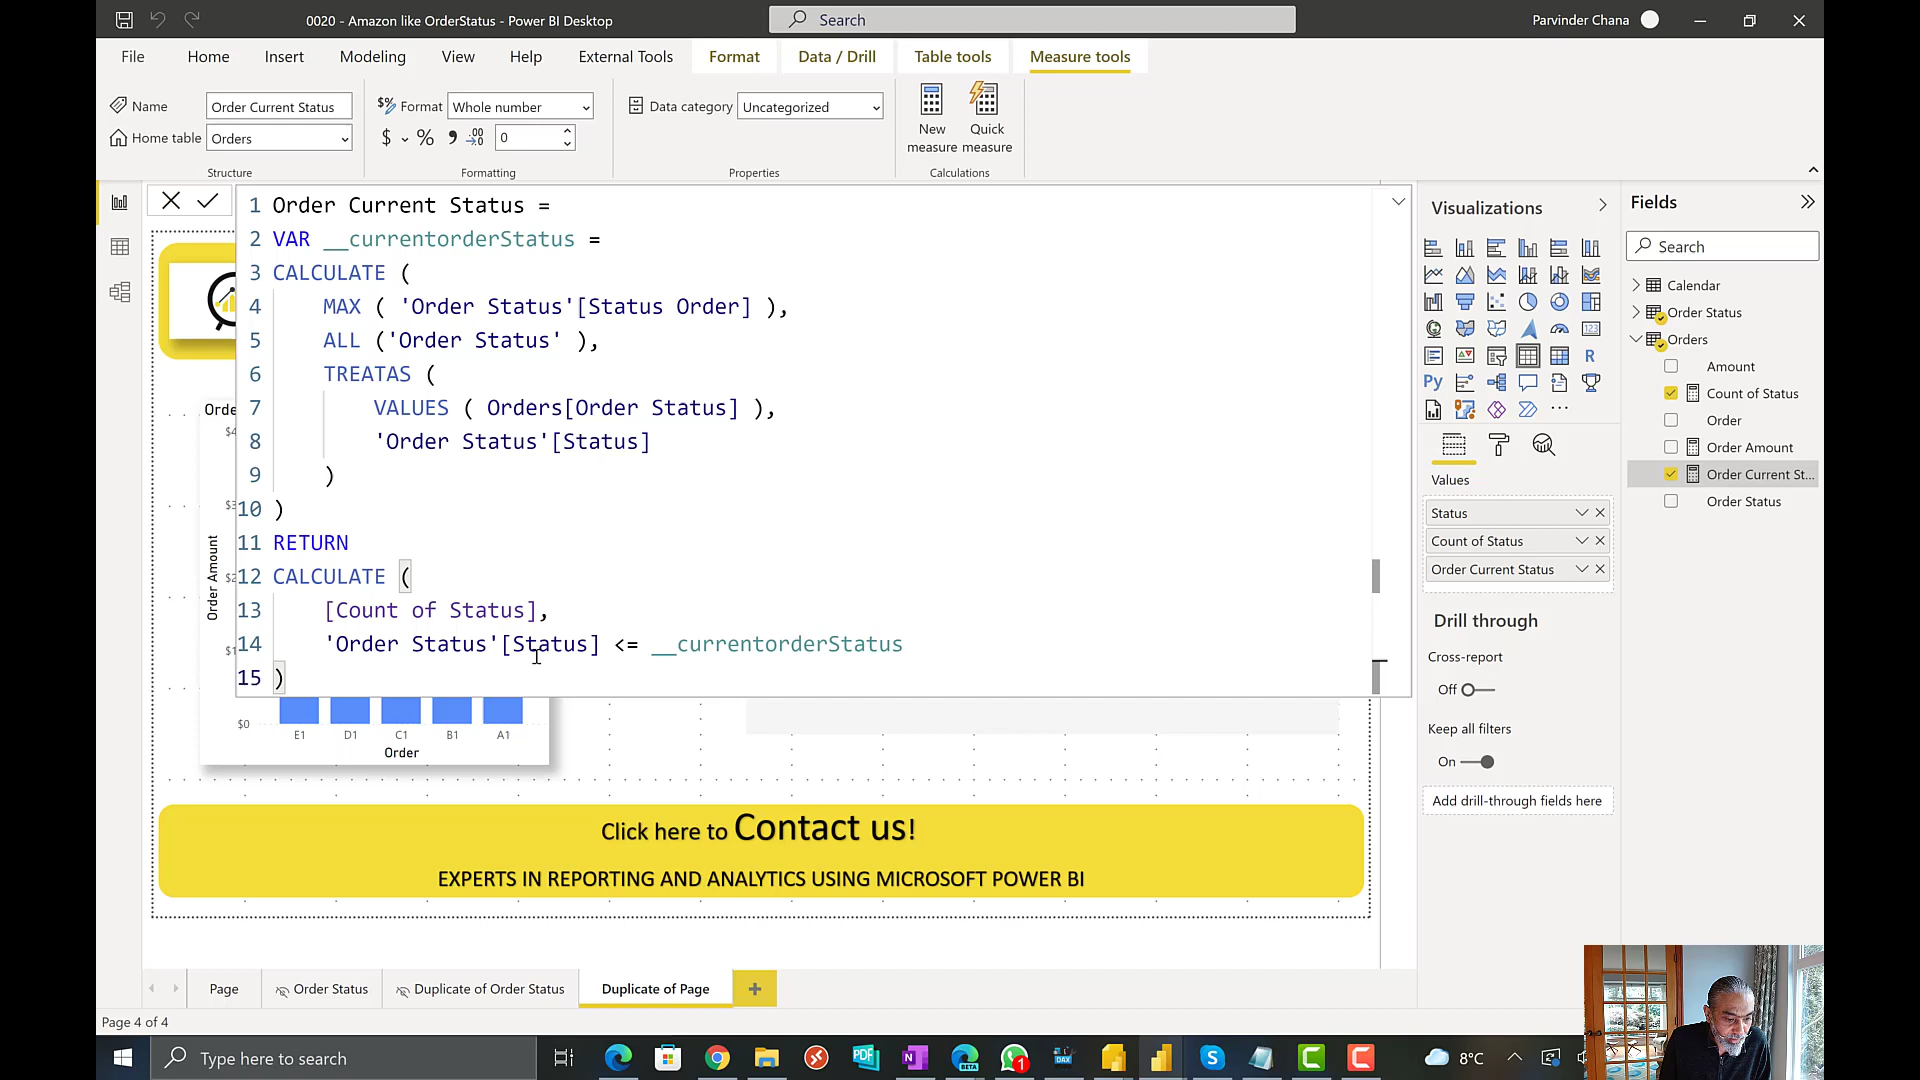 0020 - Amazon like OrderStatus - Power BI Desktop
Search
Parvinder Chana
File Home Insert Modeling View Help External Tools Format Data / Drill Table tools Measure tools
Name Order Current Status
Home table Orders
Structure
Format Whole number
$ % 0
Formatting
Data category Uncategorized
Properties
New measure
Quick measure
Calculations
1 Order Current Status =
2 VAR __currentorderStatus =
3 CALCULATE (
4 MAX ( 'Order Status'[Status Order] ),
5 ALL ('Order Status' ),
6 TREATAS (
7 VALUES ( Orders[Order Status] ),
8 'Order Status'[Status]
9 )
10 )
11 RETURN
12 CALCULATE (
13 [Count of Status],
14 'Order Status'[Status] <= __currentorderStatus
15 )
Orde
Order Amount
$0
E1 D1 C1 B1 A1
Order
Click here to Contact us!
EXPERTS IN REPORTING AND ANALYTICS USING MICROSOFT POWER BI
Visualizations
Py
R
123
Values
Status
Count of Status
Order Current Status
Drill through
Cross-report
Off
Keep all filters
On
Add drill-through fields here
Fields
Search
Calendar
Order Status
Orders
Amount
Count of Status
Order
Order Amount
Order Current St...
Order Status
Page
Order Status
Duplicate of Order Status
Duplicate of Page
Page 4 of 4
Type here to search
8°C